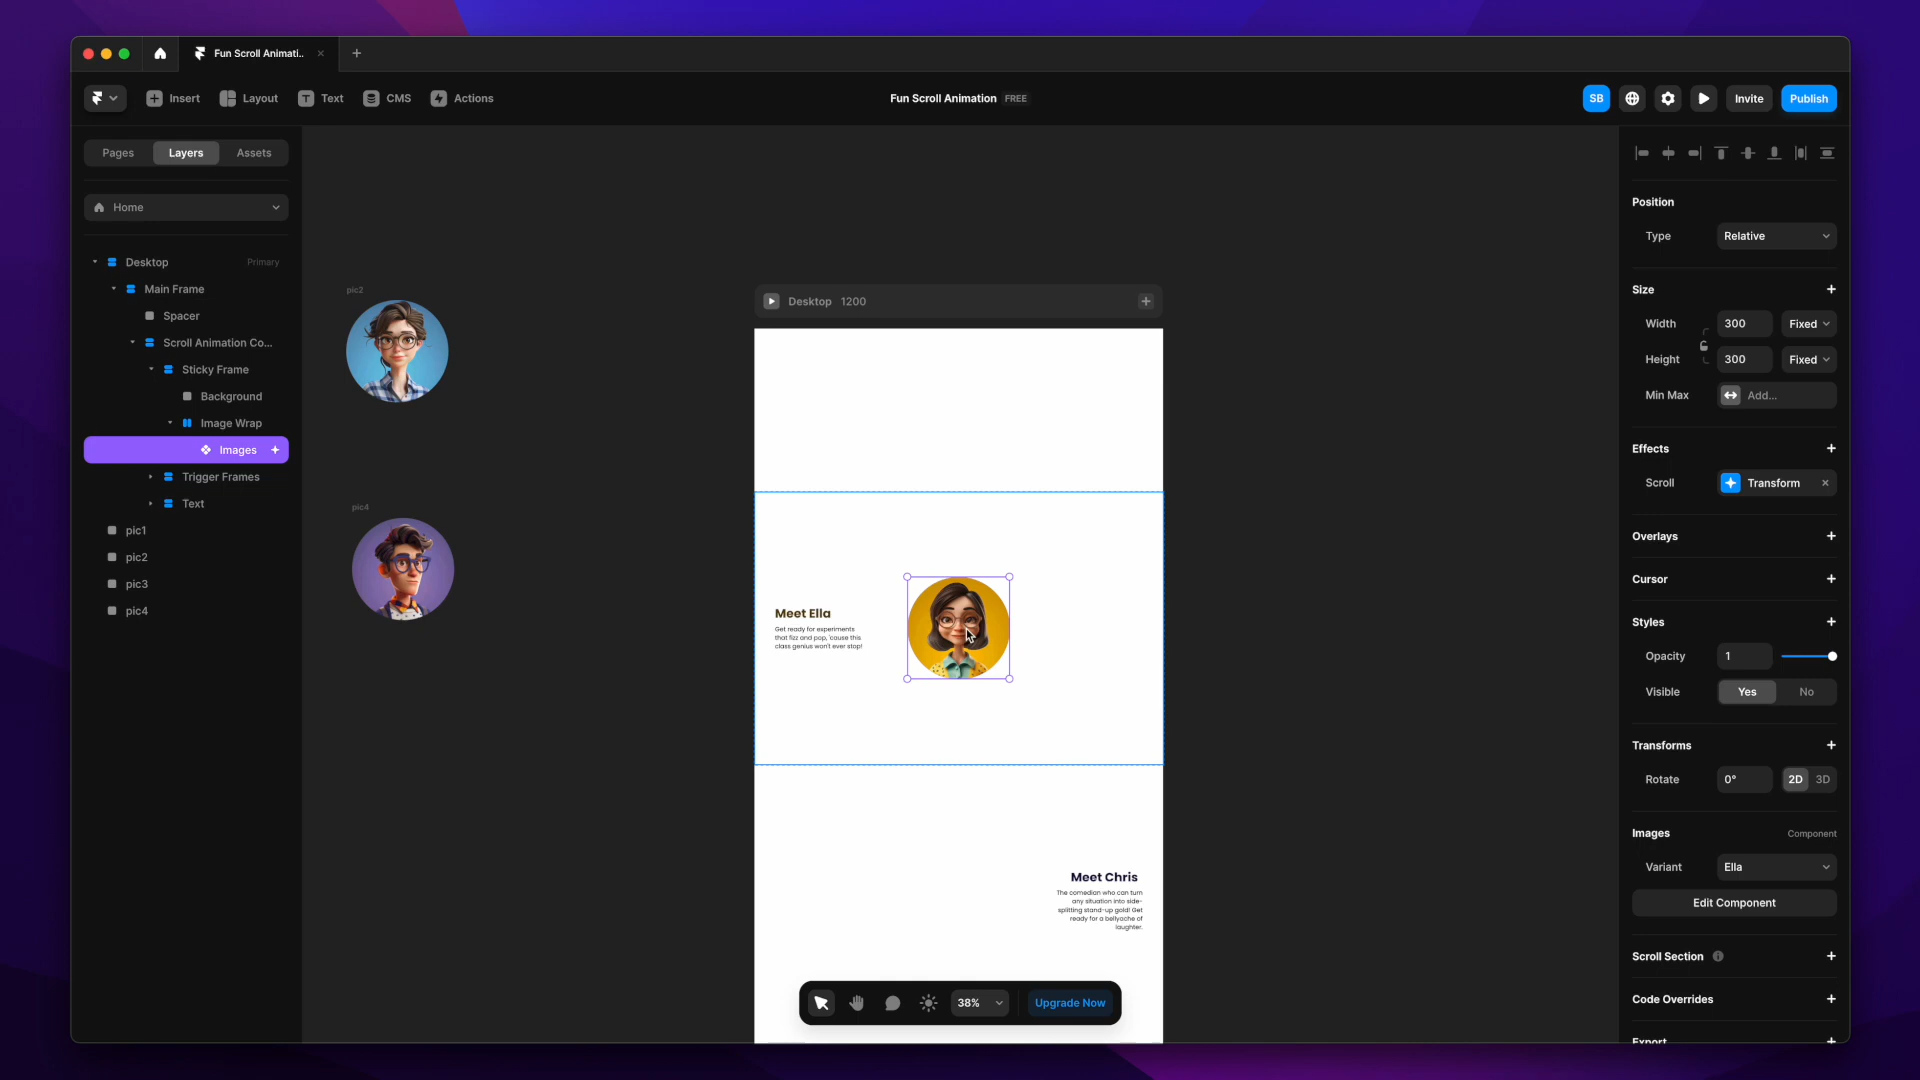 Fun Scroll Animati..
Insert
Layout
Text
CMS
Actions
Fun Scroll Animation FREE
SB
Invite
Publish
Pages
Layers
Assets
Home
Desktop Primary
Main Frame
Spacer
Scroll Animation Co...
Sticky Frame
Background
Image Wrap
Images
Trigger Frames
Text
pic1
pic2
pic3
pic4
pic2
pic4
Desktop 1200
Meet Ella
Get ready for experiments
that fizz and pop, 'cause this
class genius won't ever stop!
Meet Chris
The comedian who can turn
any situation into side-
splitting stand-up gold! Get
ready for a bellyache of
laughter.
38%
Upgrade Now
Position
Type Relative
Size
Width 300 Fixed
Height 300 Fixed
Min Max Add...
Effects
Scroll Transform
Overlays
Cursor
Styles
Opacity 1
Visible Yes No
Transforms
Rotate 0° 2D 3D
Images Component
Variant Ella
Edit Component
Scroll Section
Code Overrides
Export